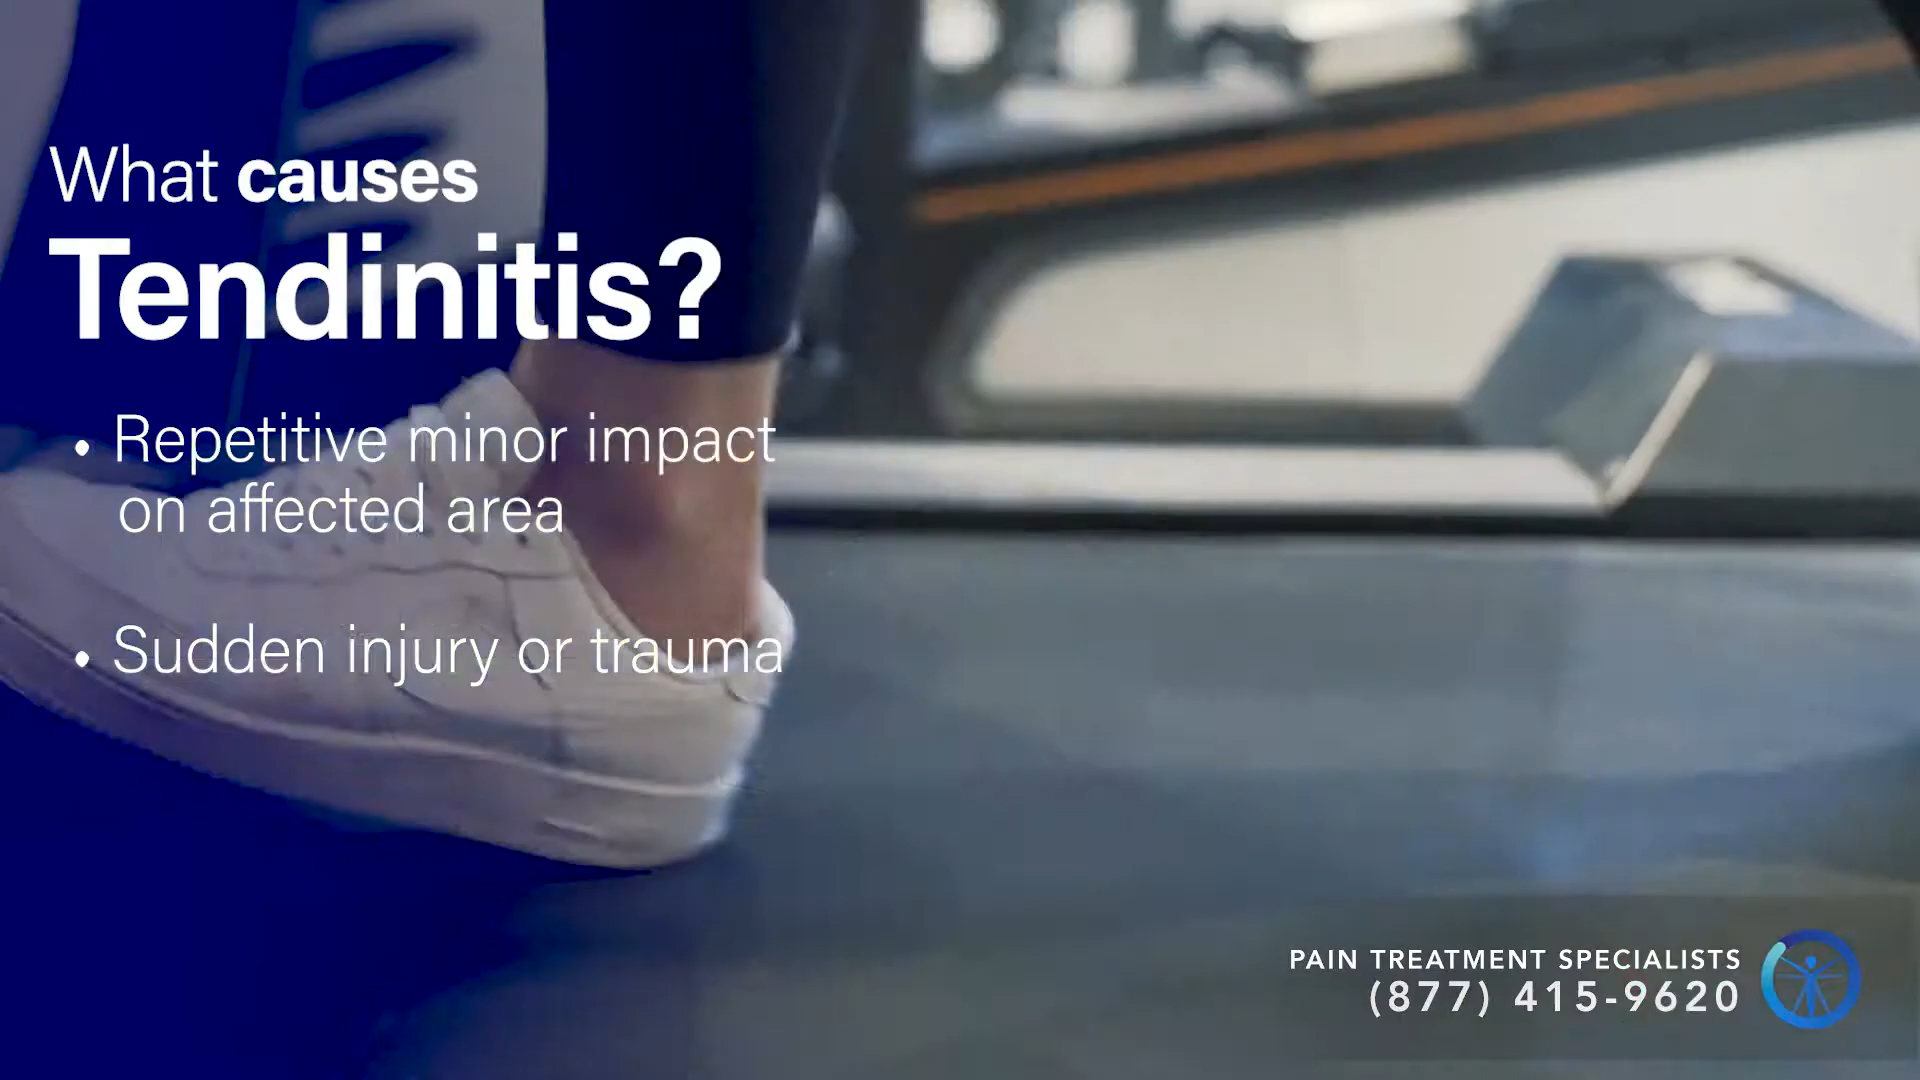 What causes
Tendinitis?
• Repetitive minor impact
on affected area
• Sudden injury or trauma
PAIN TREATMENT SPECIALISTS
(877) 415-9620